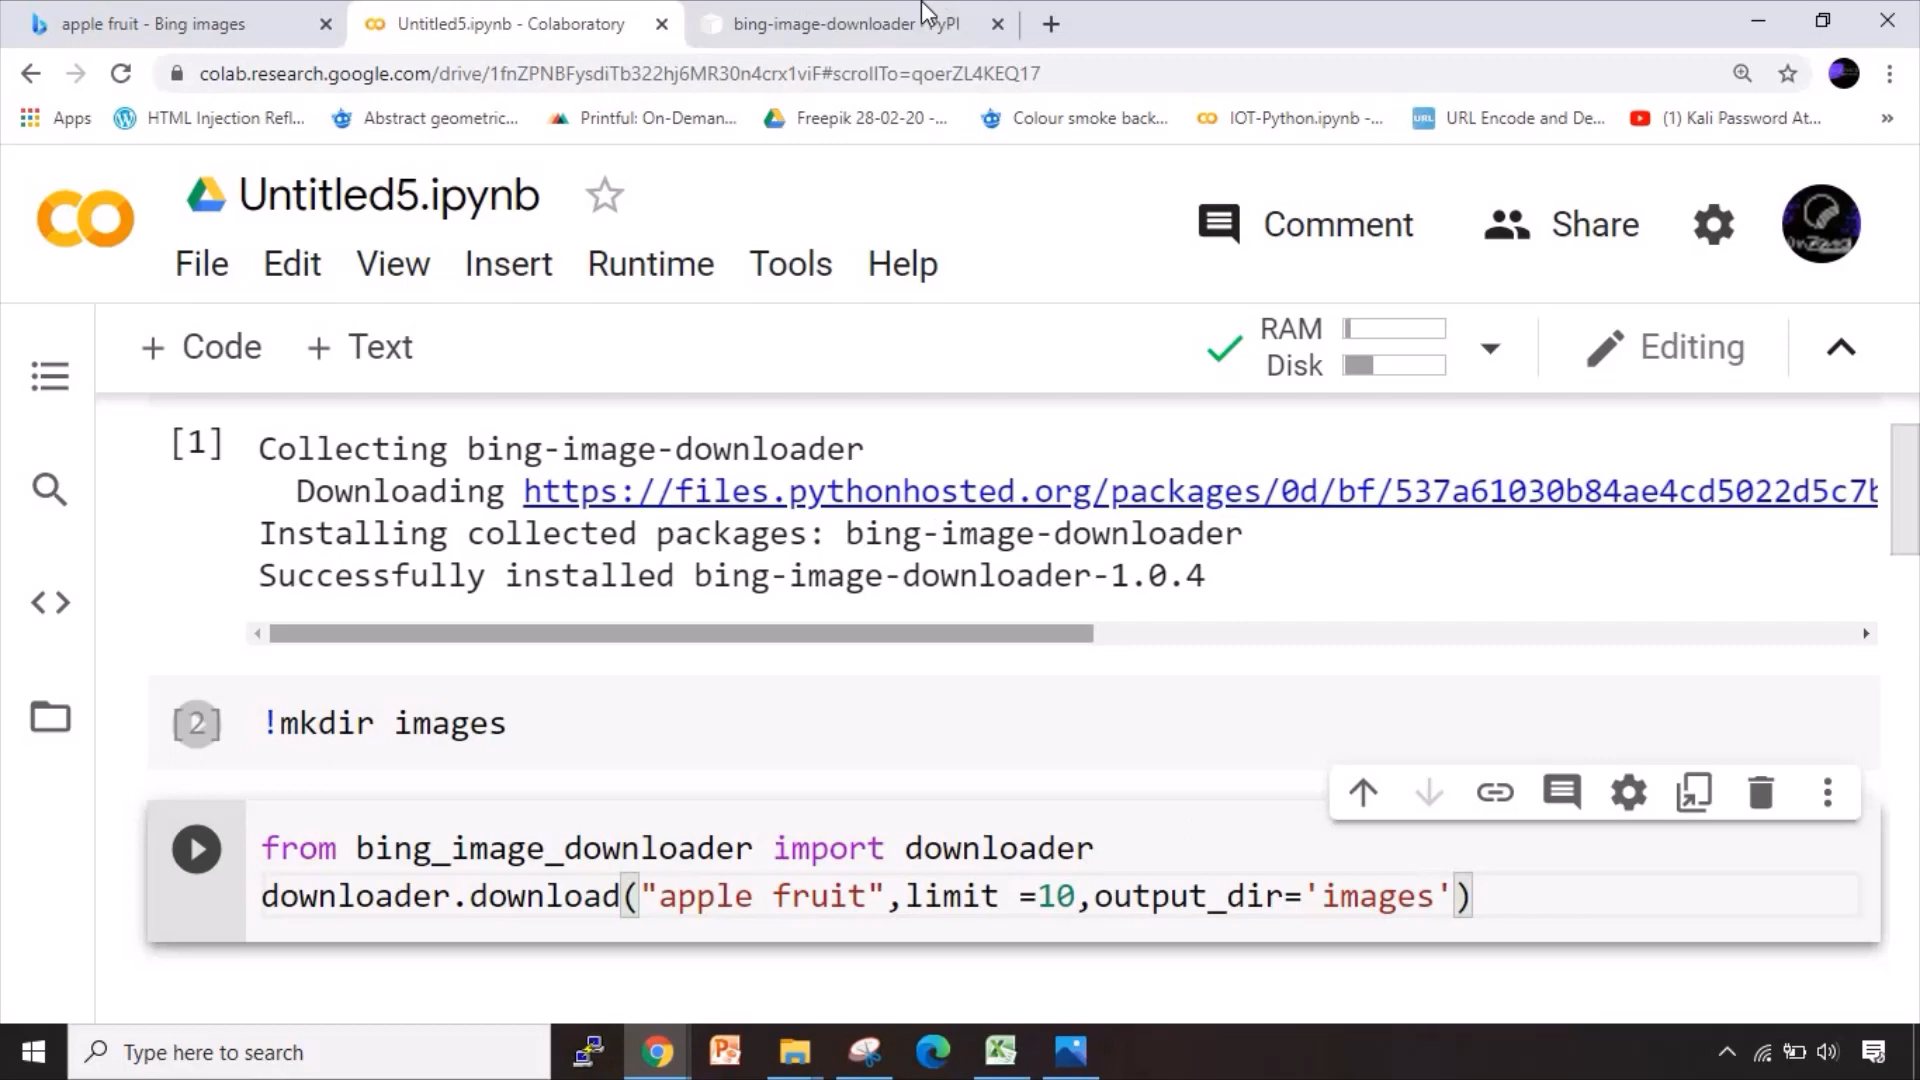 apple fruit - Bing images
Untitled5.ipynb - Colaboratory
bing-image-downloader
yPI
colab.research.google.com/drive/1fnZPNBFysdiTb322hj6MR30n4crx1viF#scrollTo=qoerZL4KEQ17
Apps
HTML Injection Refl...
Abstract geometric...
Printful: On-Deman...
Freepik 28-02-20 -...
Colour smoke back...
IOT-Python.ipynb -...
URL
URL Encode and De...
(1) Kali Password At...
»
Untitled5.ipynb
Comment
Share
File Edit View Insert Runtime Tools Help
+ Code
+ Text
RAM
Disk
Editing
[1]
Collecting bing-image-downloader
Downloading https://files.pythonhosted.org/packages/0d/bf/537a61030b84ae4cd5022d5c7b
Installing collected packages: bing-image-downloader
Successfully installed bing-image-downloader-1.0.4
[2]
!mkdir images
from bing_image_downloader import downloader
downloader.download("apple fruit",limit =10,output_dir='images')
Type here to search